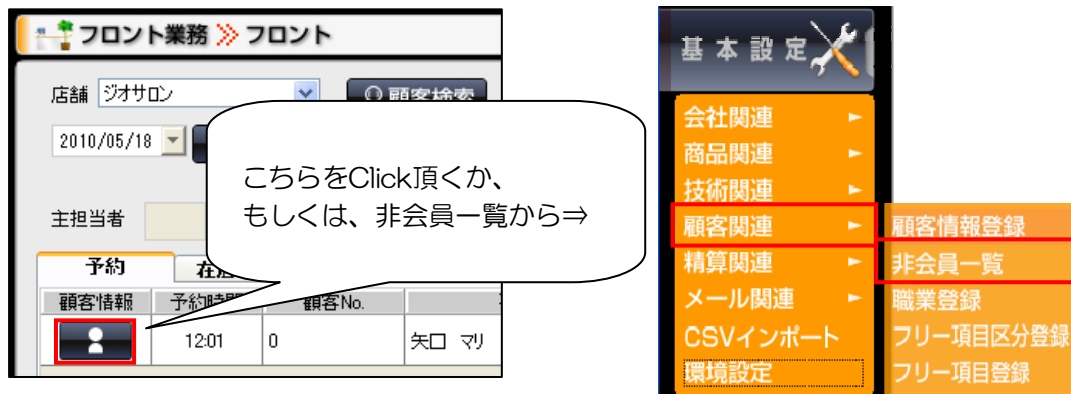 フロント業務 フロント
店舗 ジオサロン 顧客検索
2010/05/18
こちらをClick頂くか、
もしくは、非会員一覧から⇒
主担当者
予約
顧客情報 予約時間 顧客No.
12:01 0 矢口 マリ
基本設定
会社関連
商品関連
技術関連
顧客関連 顧客情報登録
精算関連 非会員一覧
メール関連 職業登録
CSVインポート フリー項目区分登録
環境設定 フリー項目登録